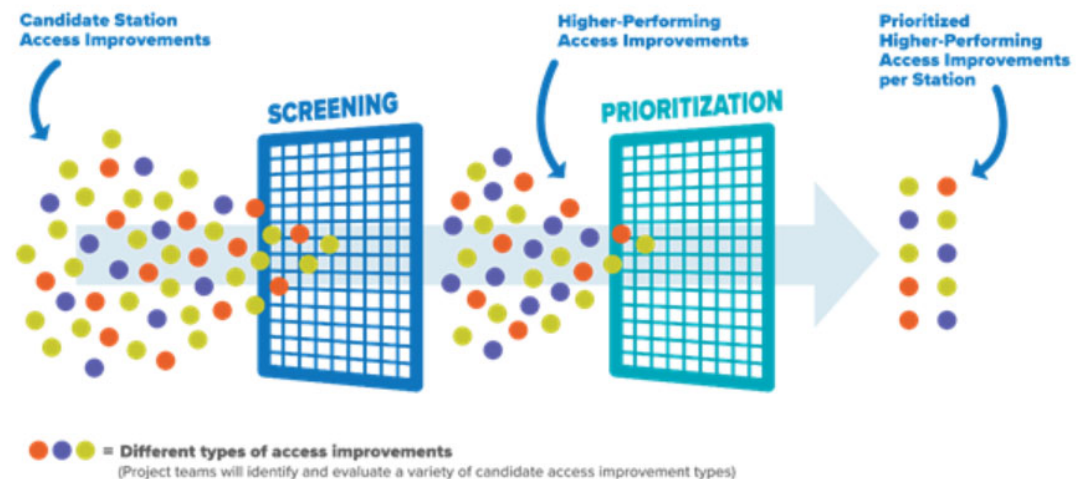 Candidate Station
Access Improvements
Higher-Performing
Access Improvements
Prioritized
Higher-Performing
Access Improvements
per Station
SCREENING
PRIORITIZATION
= Different types of access improvements
(Project teams will identify and evaluate a variety of candidate access improvement types)